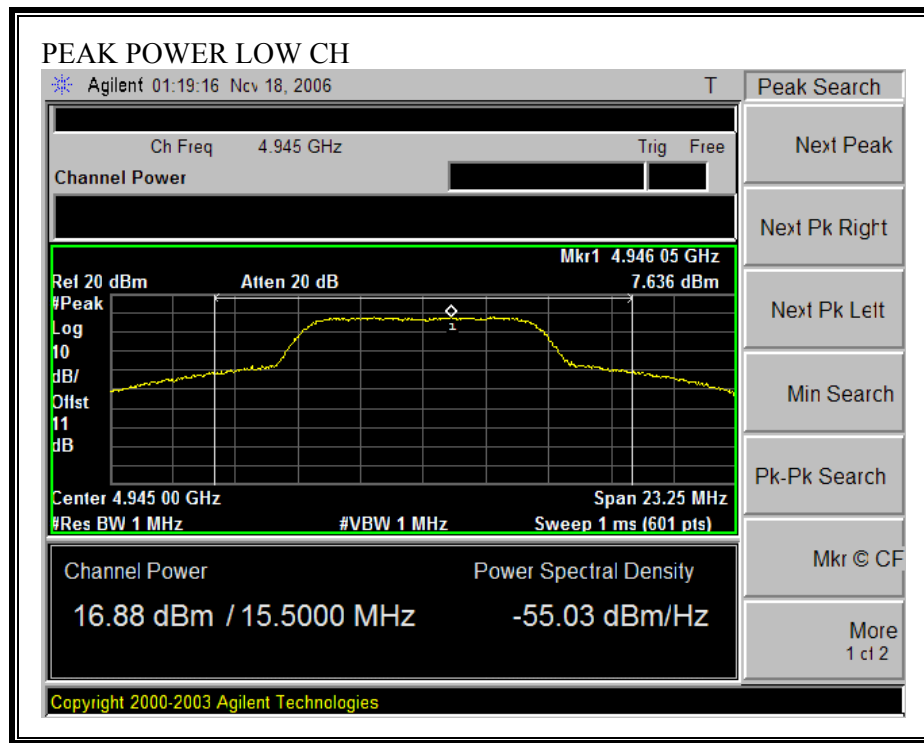 PEAK POWER LOW CH
Agilent 01:19:16 Nov 18, 2006 T
Peak Search
Ch Freq 4.945 GHz Trig Free
Channel Power
Next Peak
Next Pk Right
Mkr1 4.946 05 GHz
Ref 20 dBm Atten 20 dB 7.636 dBm
#Peak
Log
10
dB/
Offst
11
dB
1
Next Pk Left
Min Search
Pk-Pk Search
Center 4.945 00 GHz Span 23.25 MHz
#Res BW 1 MHz #VBW 1 MHz Sweep 1 ms (601 pts)
Mkr © CF
Channel Power Power Spectral Density
16.88 dBm / 15.5000 MHz -55.03 dBm/Hz
More
1 of 2
Copyright 2000-2003 Agilent Technologies